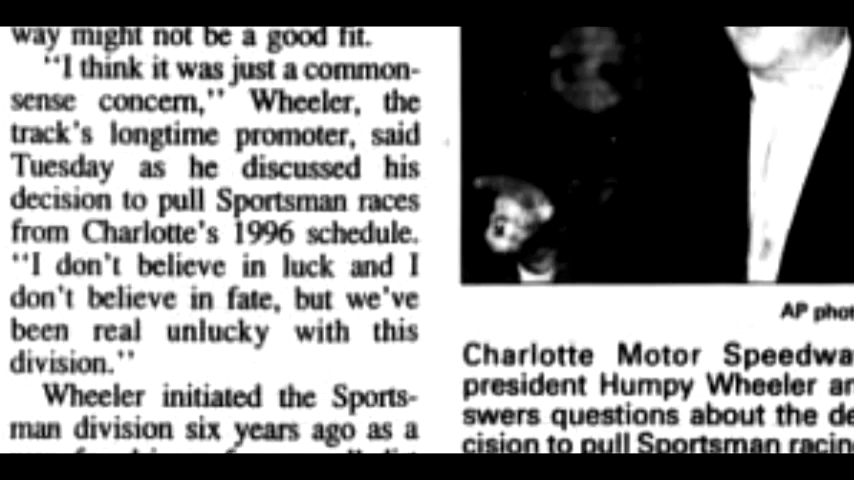 way might not be a good fit.
"I think it was just a common-
sense concern," Wheeler, the
track's longtime promoter, said
Tuesday as he discussed his
decision to pull Sportsman races
from Charlotte's 1996 schedule.
"I don't believe in luck and I
don't believe in fate, but we've
been real unlucky with this
division."
Wheeler initiated the Sports-
man division six years ago as a
AP phot
Charlotte Motor Speedwa
president Humpy Wheeler an
swers questions about the de
cision to pull Sportsman racing